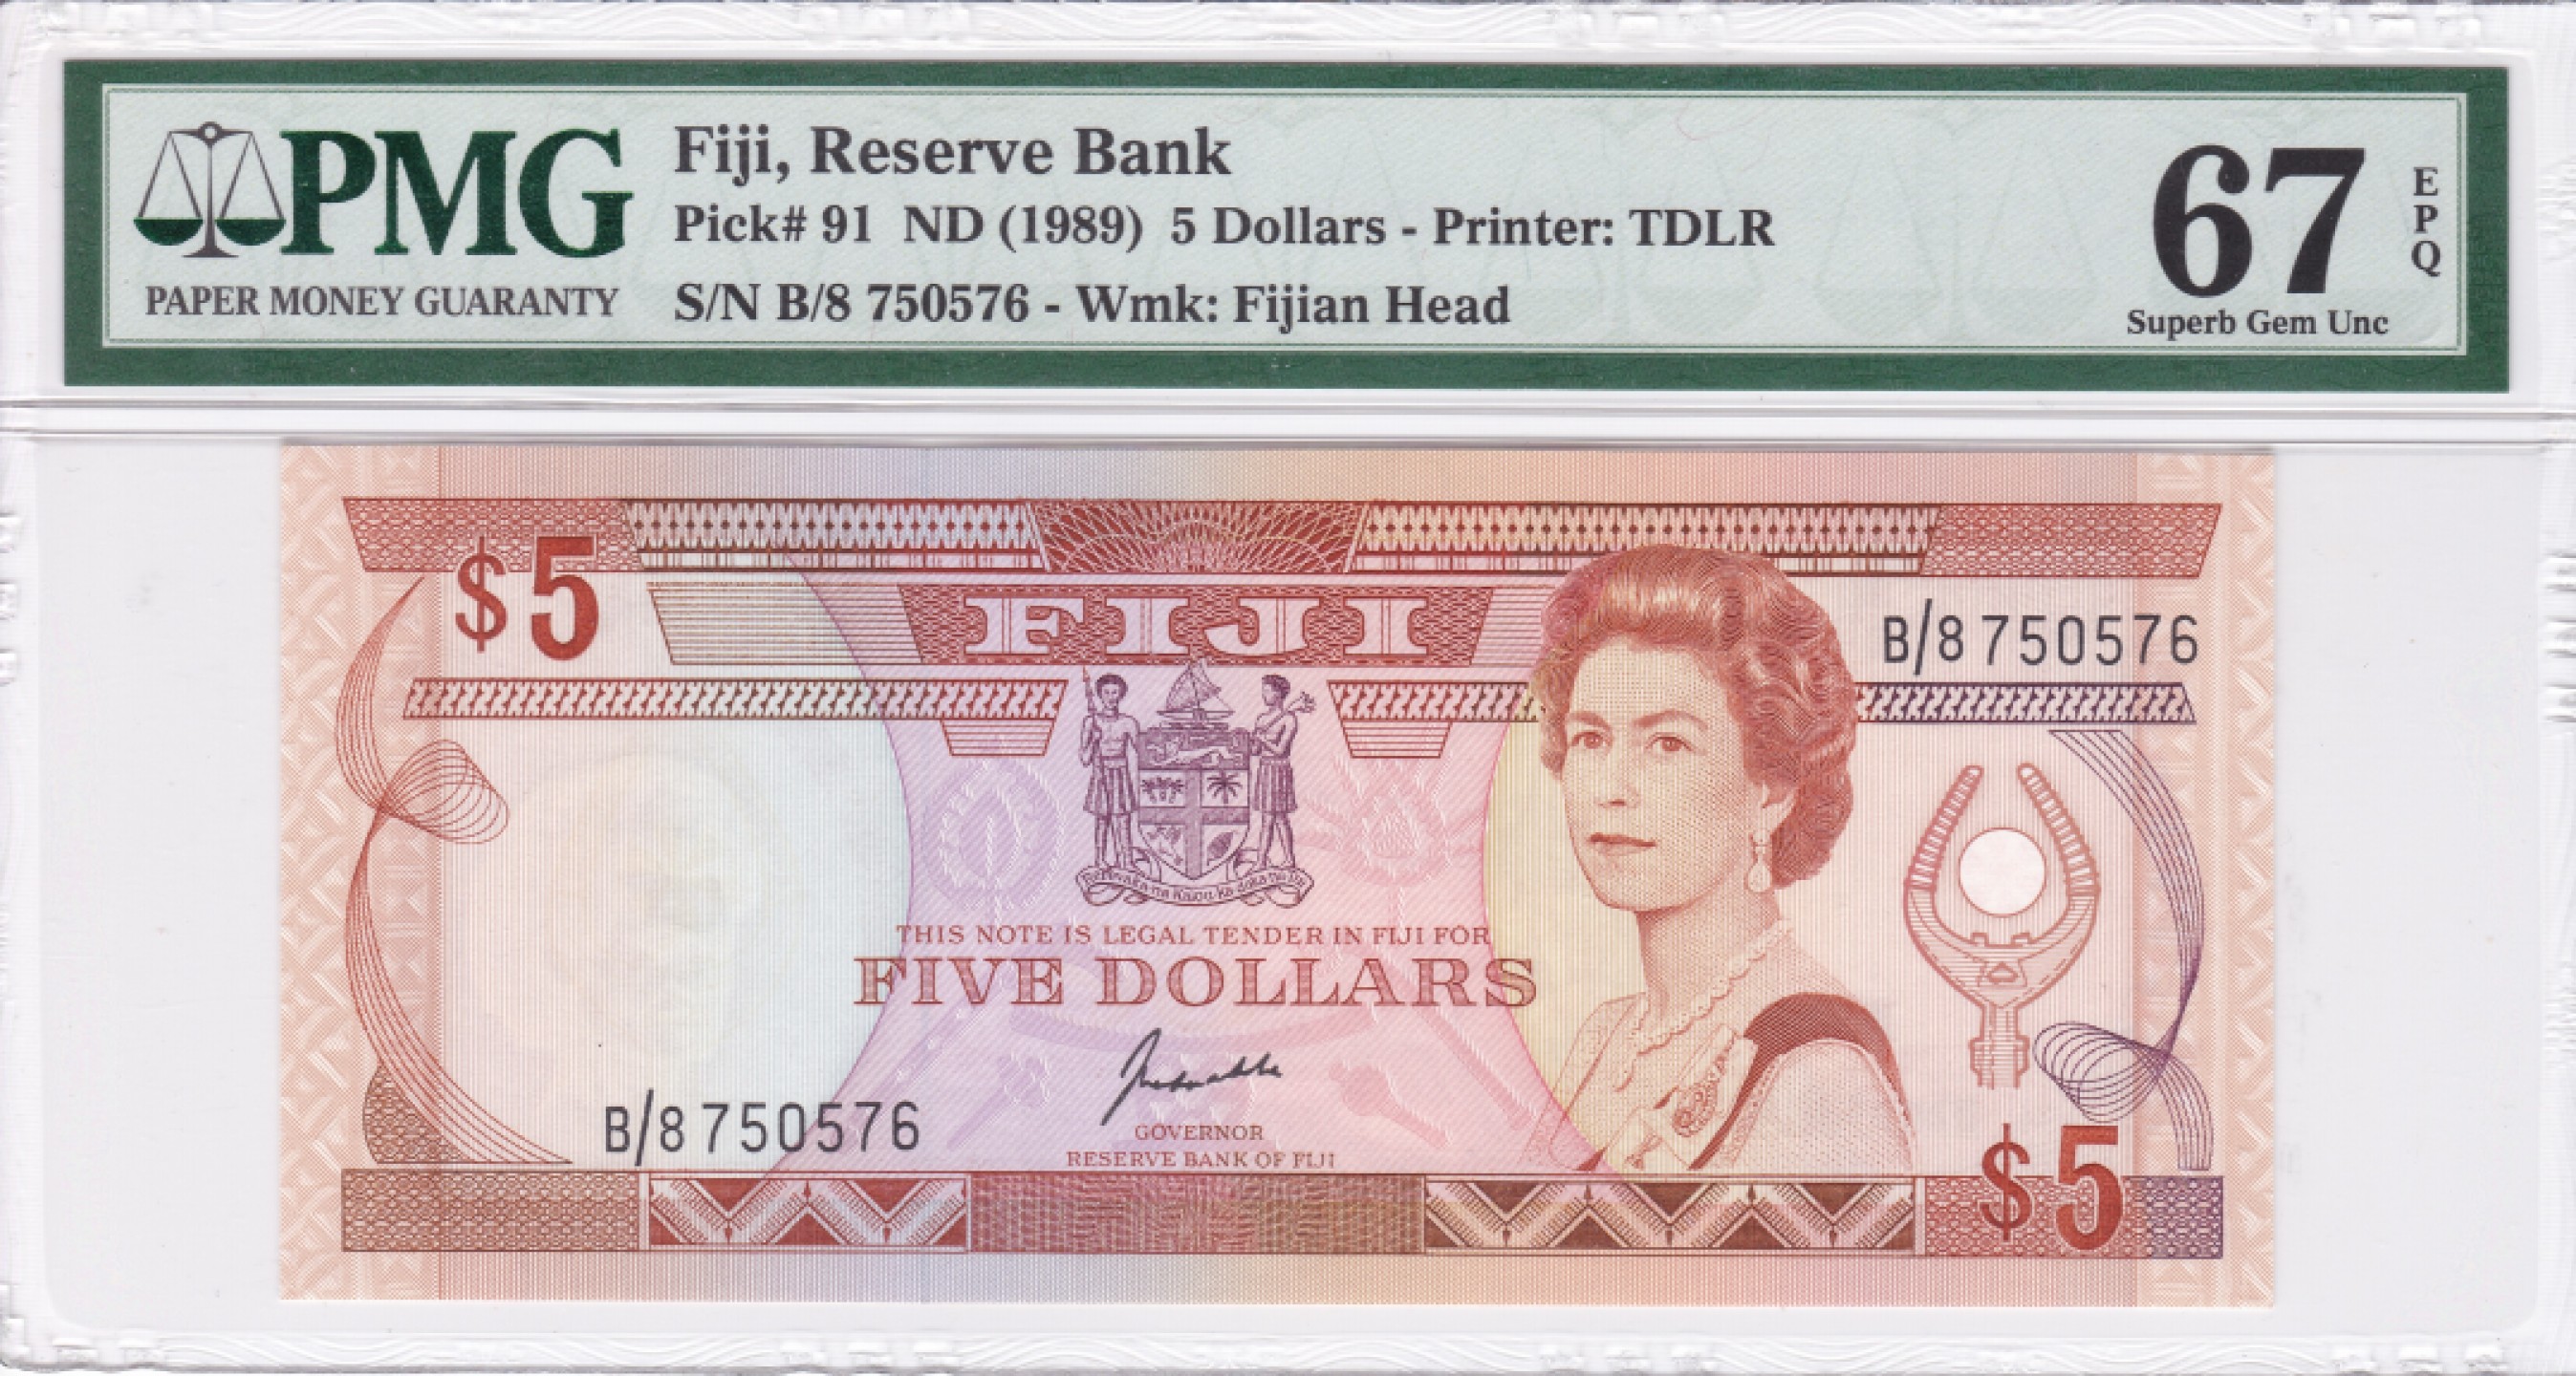 PMG
PAPER MONEY GUARANTY
Fiji, Reserve Bank
Pick# 91 ND (1989) 5 Dollars - Printer: TDLR
S/N B/8 750576 - Wmk: Fijian Head
67
EPQ
Superb Gem Unc
$5
FIJI
B/8 750576
THIS NOTE IS LEGAL TENDER IN FIJI FOR
FIVE DOLLARS
B/8 750576
GOVERNOR
RESERVE BANK OF FIJI
$5